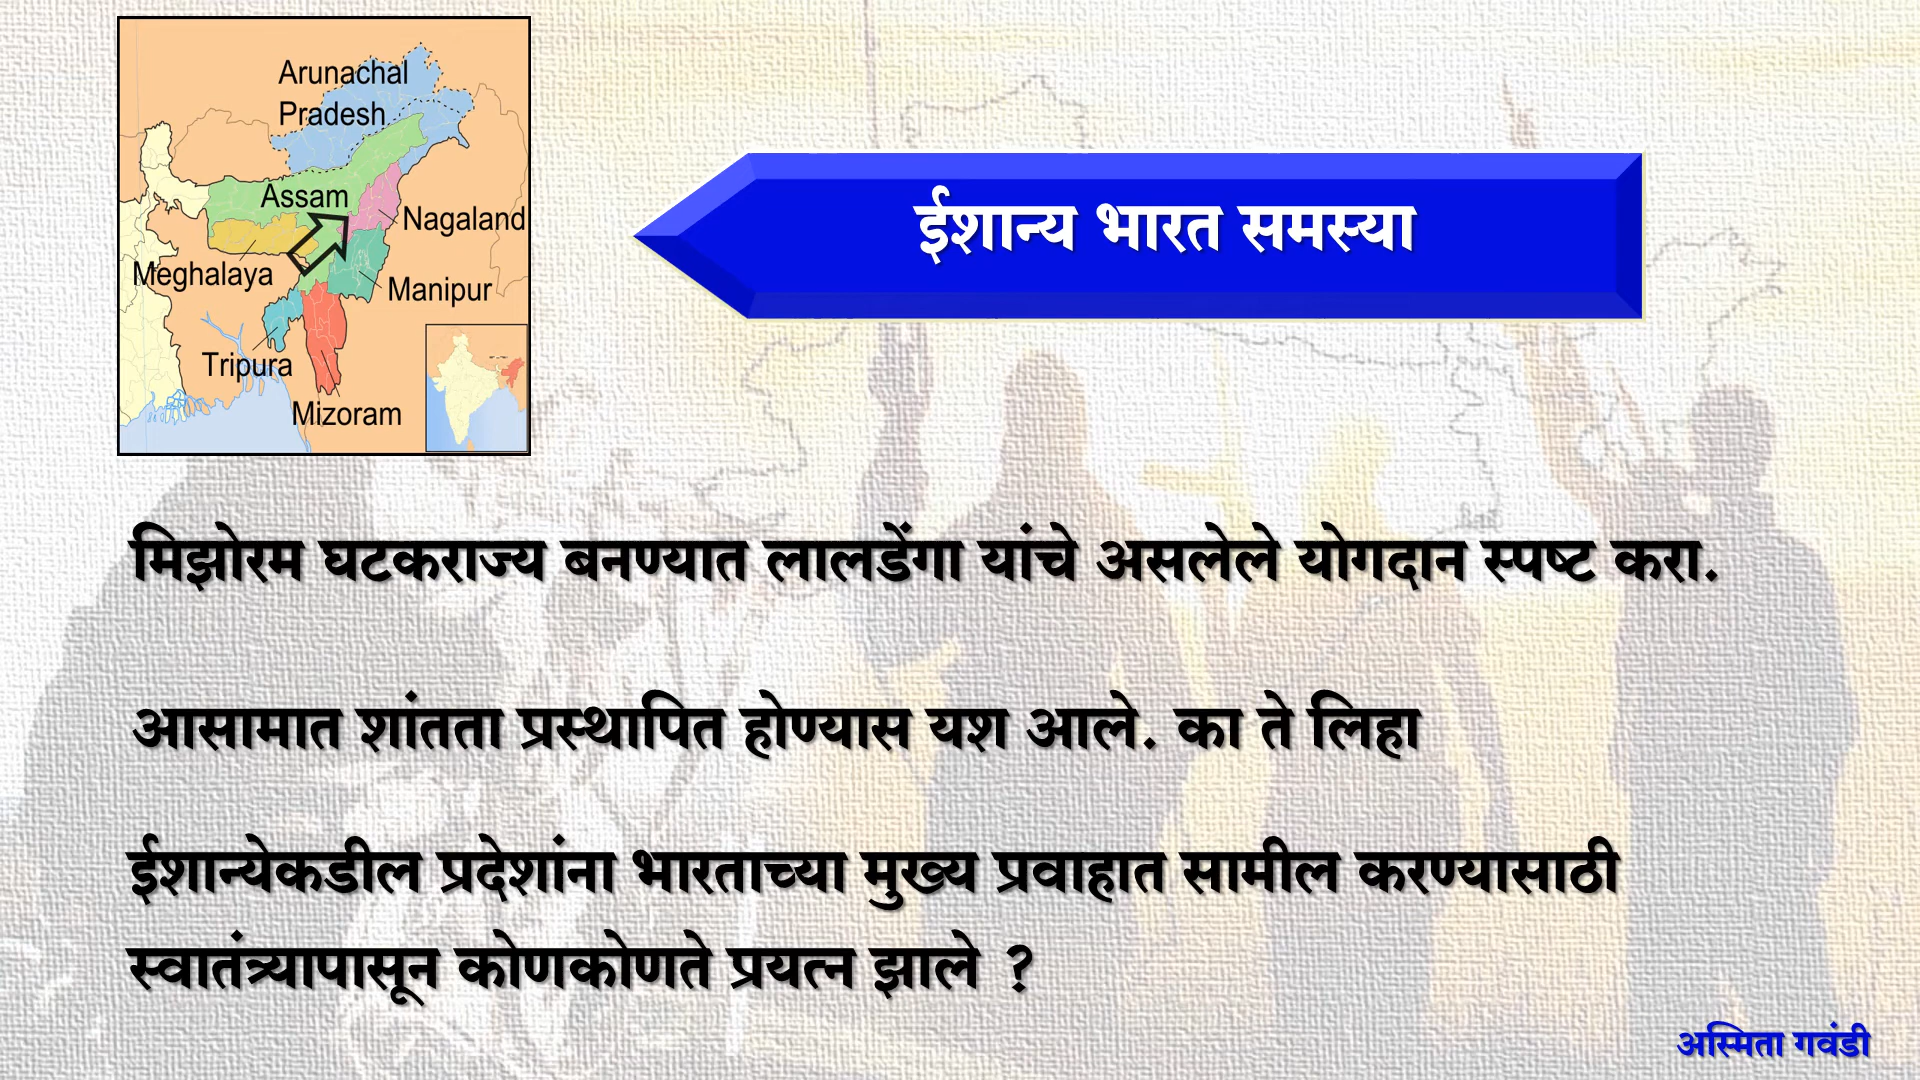 Arunachal
Pradesh
Assam
Nagaland
Meghalaya
Manipur
Tripura
Mizoram
ईशान्य भारत समस्या
मिझोरम घटकराज्य बनण्यात लालडेंगा यांचे असलेले योगदान स्पष्ट करा.
आसामात शांतता प्रस्थापित होण्यास यश आले. का ते लिहा
ईशान्येकडील प्रदेशांना भारताच्या मुख्य प्रवाहात सामील करण्यासाठी
स्वातंत्र्यापासून कोणकोणते प्रयत्न झाले ?
अस्मिता गवंडी